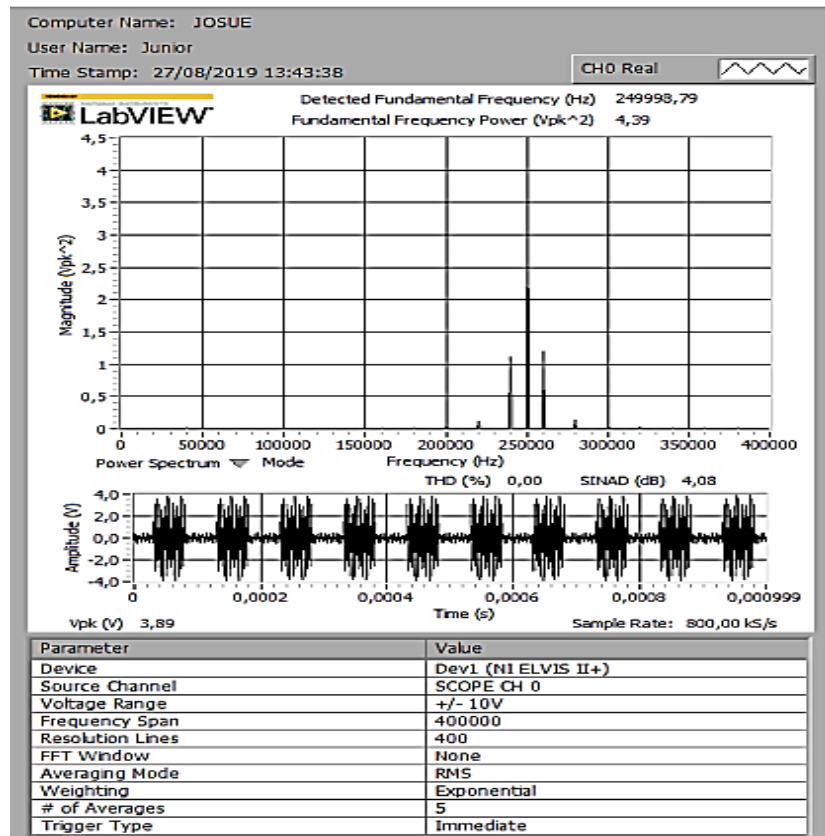 Computer Name: JOSUE
User Name: Junior
Time Stamp: 27/08/2019 13:43:38
CH0 Real
LabVIEW
Detected Fundamental Frequency (Hz) 249998,79
Fundamental Frequency Power (Vpk^2) 4,39
Magnitude (Vpk^2)
4,5
4
3,5
3
2,5
2
1,5
1
0,5
0
0 50000 100000 150000 200000 250000 300000 350000 400000
Power Spectrum Mode Frequency (Hz)
THD (%) 0,00 SINAD (dB) 4,08
Amplitude (V)
4,0
2,0
0,0
-2,0
-4,0
0 0,0002 0,0004 0,0006 0,0008 0,000999
Time (s)
Vpk (V) 3,89 Sample Rate: 800,00 kS/s
Parameter Value
Device Dev1 (NI ELVIS II+)
Source Channel SCOPE CH 0
Voltage Range +/- 10V
Frequency Span 400000
Resolution Lines 400
FFT Window None
Averaging Mode RMS
Weighting Exponential
# of Averages 5
Trigger Type Immediate